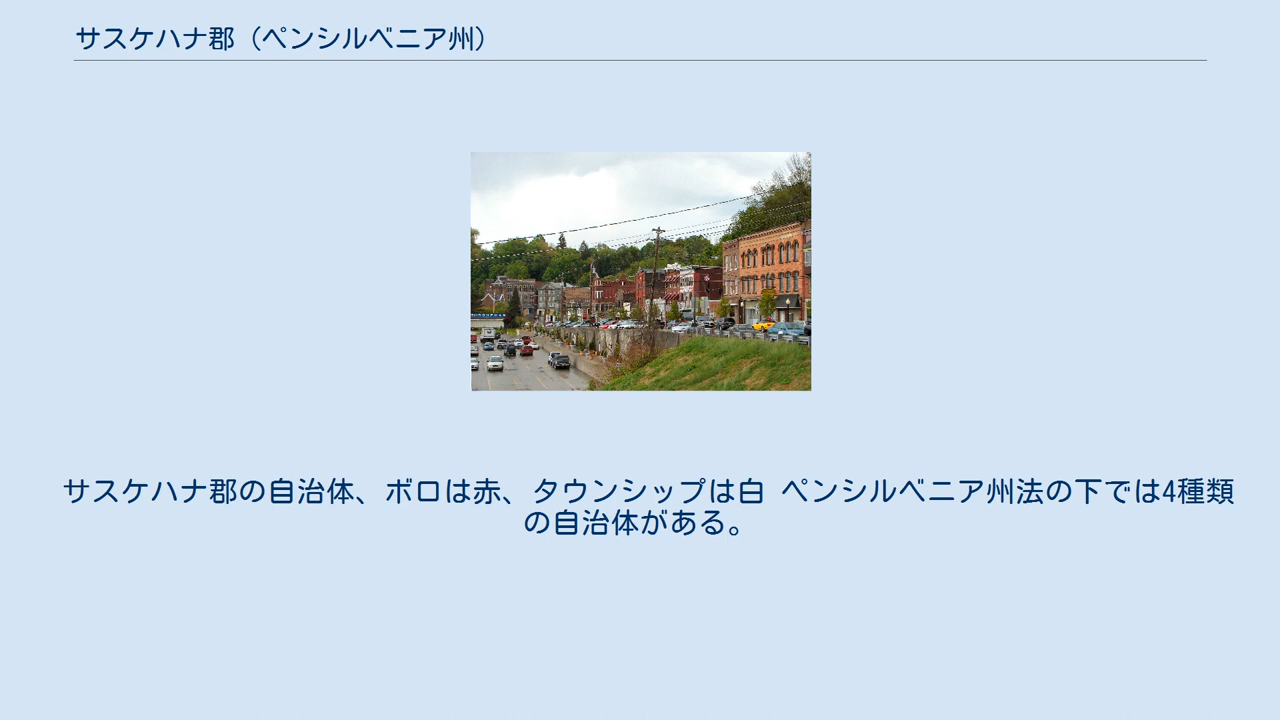 サスケハナ郡（ペンシルベニア州）
サスケハナ郡の自治体、ボロは赤、タウンシップは白 ペンシルベニア州法の下では4種類
の自治体がある。